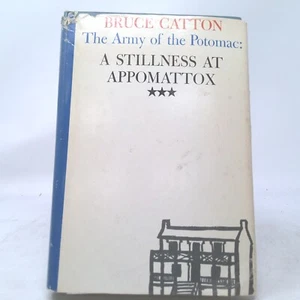 BRUCE CATTON
The Army of the Potomac:
A STILLNESS AT
APPOMATTOX
★★★